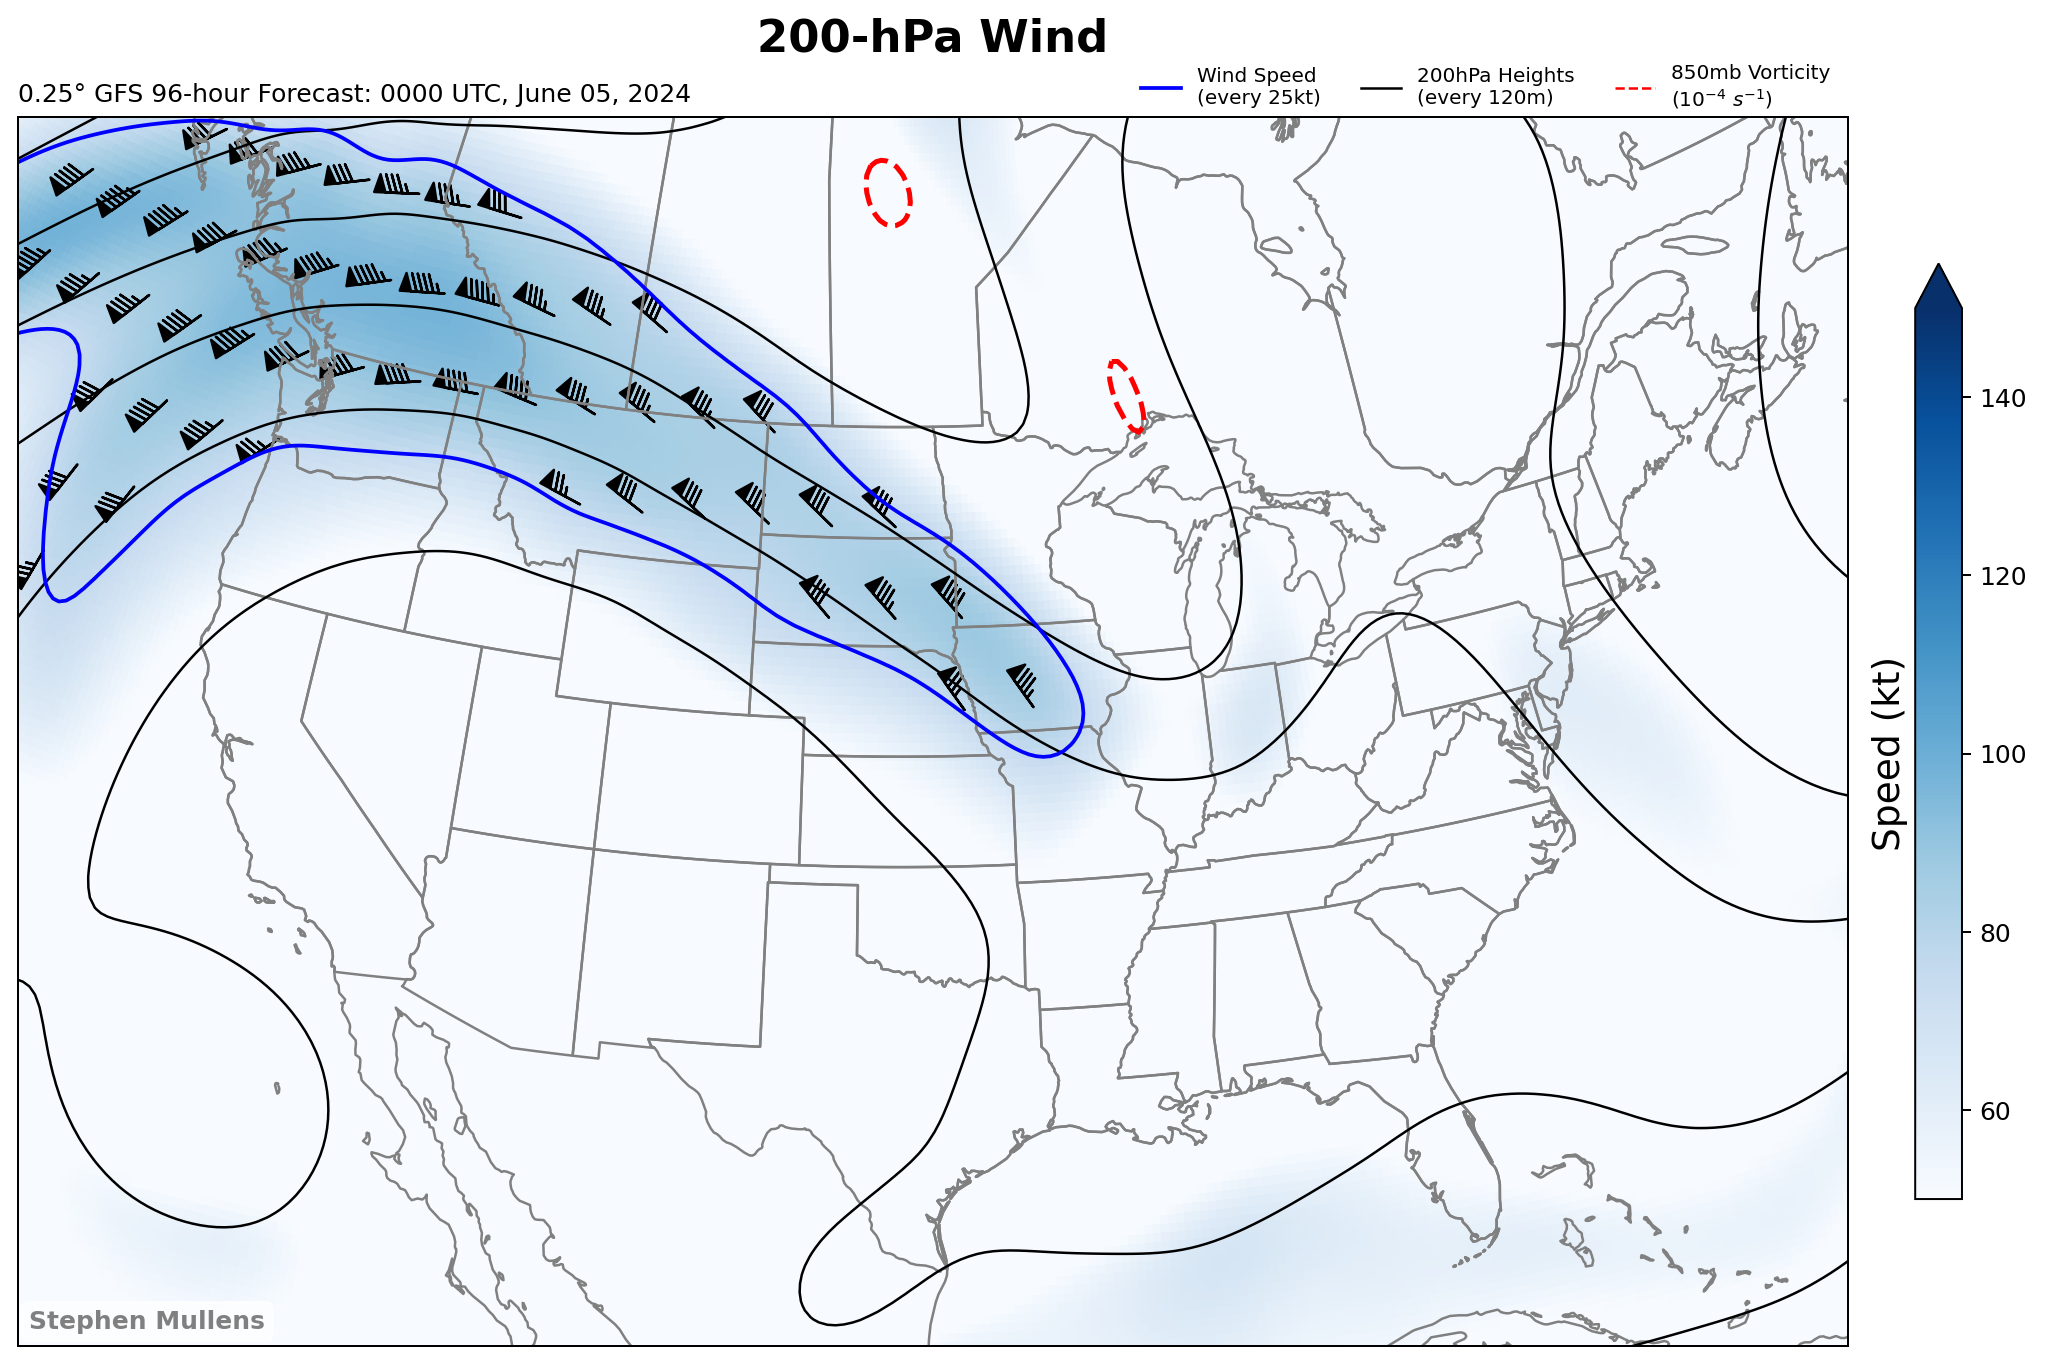 200-hPa Wind
0.25° GFS 96-hour Forecast: 0000 UTC, June 05, 2024
Wind Speed
(every 25kt)
200hPa Heights
(every 120m)
850mb Vorticity
(10⁻⁴ s⁻¹)
140
120
100
80
60
Speed (kt)
Stephen Mullens